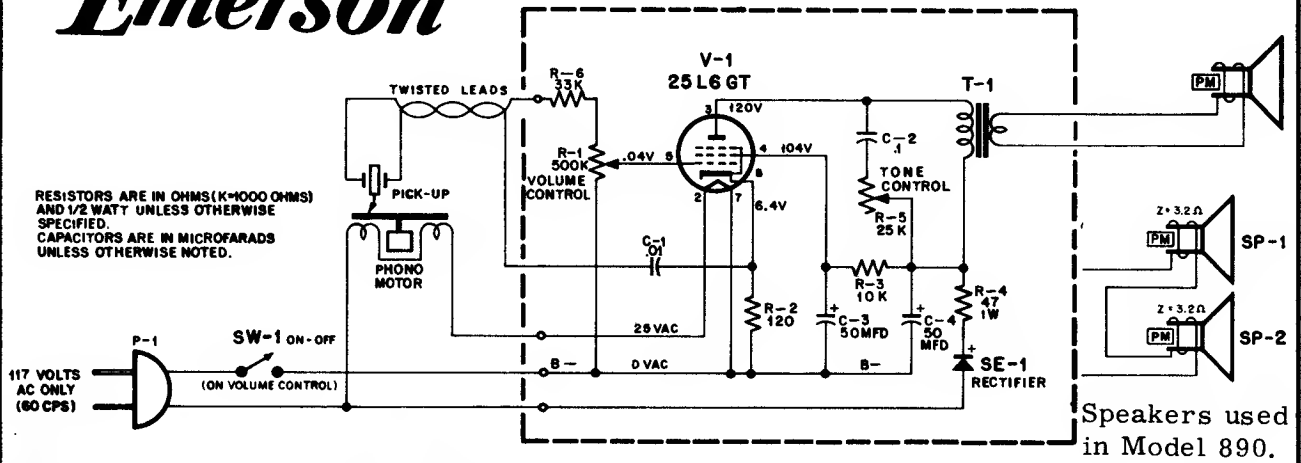 Emerson
TWISTED LEADS
R-6
33K
V-1
25L6GT
T-1
3
120V
PM
R-1
500K
VOLUME
CONTROL
.04V
5
4
104V
8
2
7
6.4V
C-2
.1
TONE
CONTROL
R-5
25K
RESISTORS ARE IN OHMS (K=1000 OHMS)
AND 1/2 WATT UNLESS OTHERWISE
SPECIFIED.
CAPACITORS ARE IN MICROFARADS
UNLESS OTHERWISE NOTED.
PICK-UP
PHONO
MOTOR
C-1
.01
R-2
120
R-3
10K
R-4
47
1W
C-3
50MFD
C-4
50
MFD
Z=3.2Ω
PM
SP-1
Z=3.2Ω
PM
SP-2
25VAC
P-1
SW-1 ON-OFF
(ON VOLUME CONTROL)
B-
0VAC
B-
SE-1
RECTIFIER
+
+
+
117 VOLTS
AC ONLY
(60 CPS)
Speakers used
in Model 890.